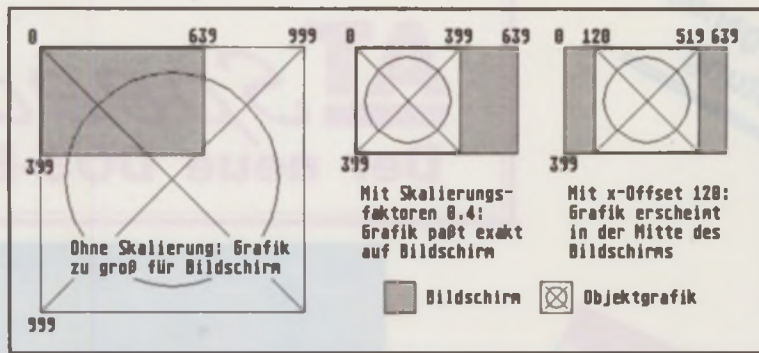 0 639 999
399
Ohne Skalierung: Grafik
zu groß für Bildschirm
999
0 399 639
399
Mit Skalierungs-
faktoren 0.4:
Grafik paßt exakt
auf Bildschirm
0 120 519 639
399
Mit x-Offset 120:
Grafik erscheint
in der Mitte des
Bildschirms
Bildschirm
Objektgrafik